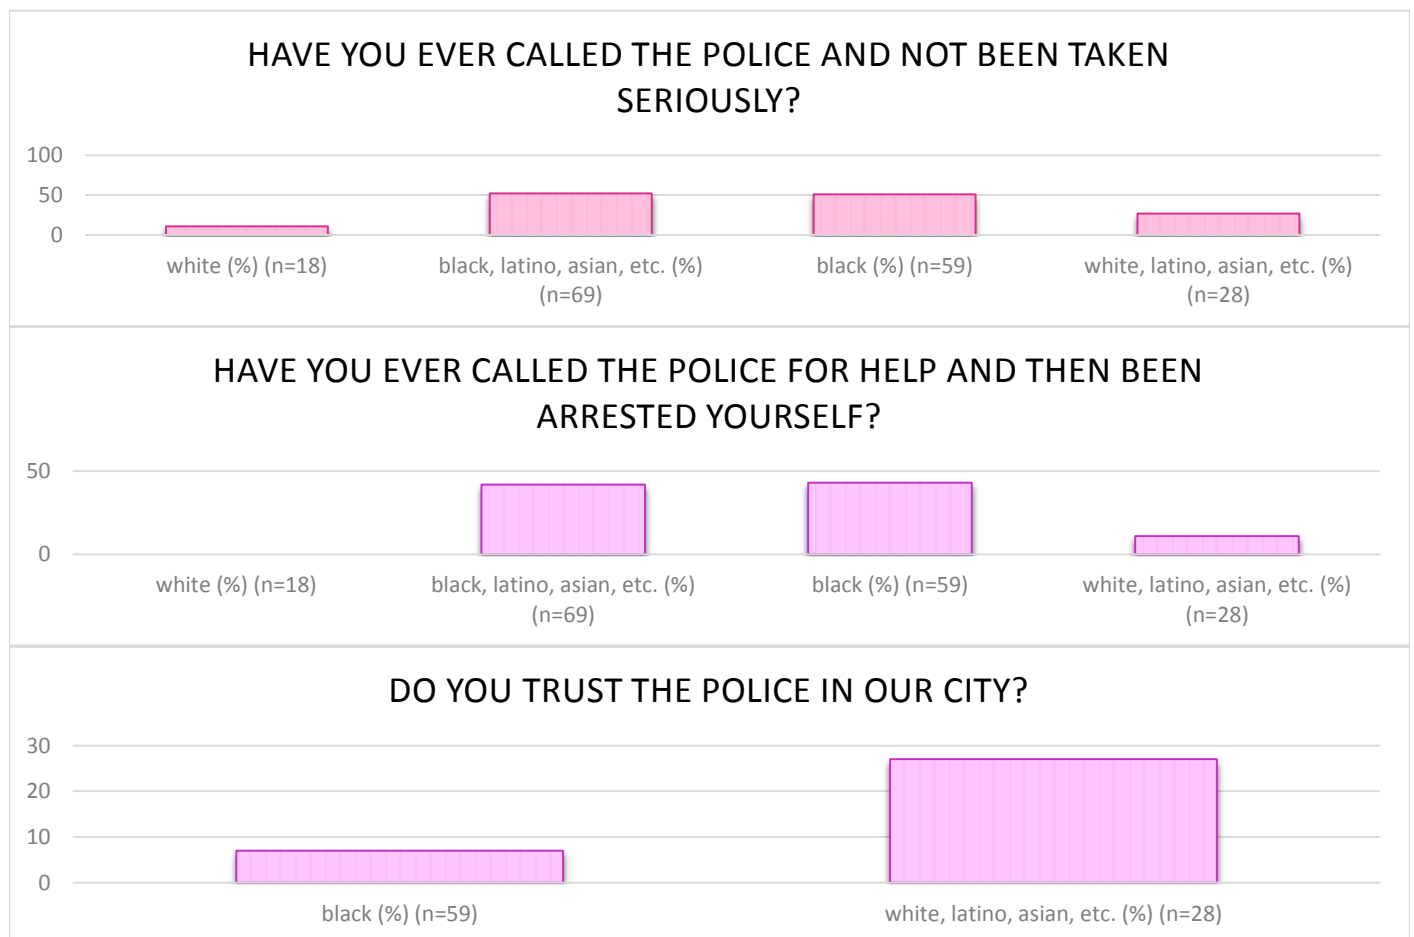 HAVE YOU EVER CALLED THE POLICE AND NOT BEEN TAKEN
SERIOUSLY?
100
50
0
white (%) (n=18)
black, latino, asian, etc. (%)
(n=69)
black (%) (n=59)
white, latino, asian, etc. (%)
(n=28)
HAVE YOU EVER CALLED THE POLICE FOR HELP AND THEN BEEN
ARRESTED YOURSELF?
50
0
white (%) (n=18)
black, latino, asian, etc. (%)
(n=69)
black (%) (n=59)
white, latino, asian, etc. (%)
(n=28)
DO YOU TRUST THE POLICE IN OUR CITY?
30
20
10
0
black (%) (n=59)
white, latino, asian, etc. (%) (n=28)